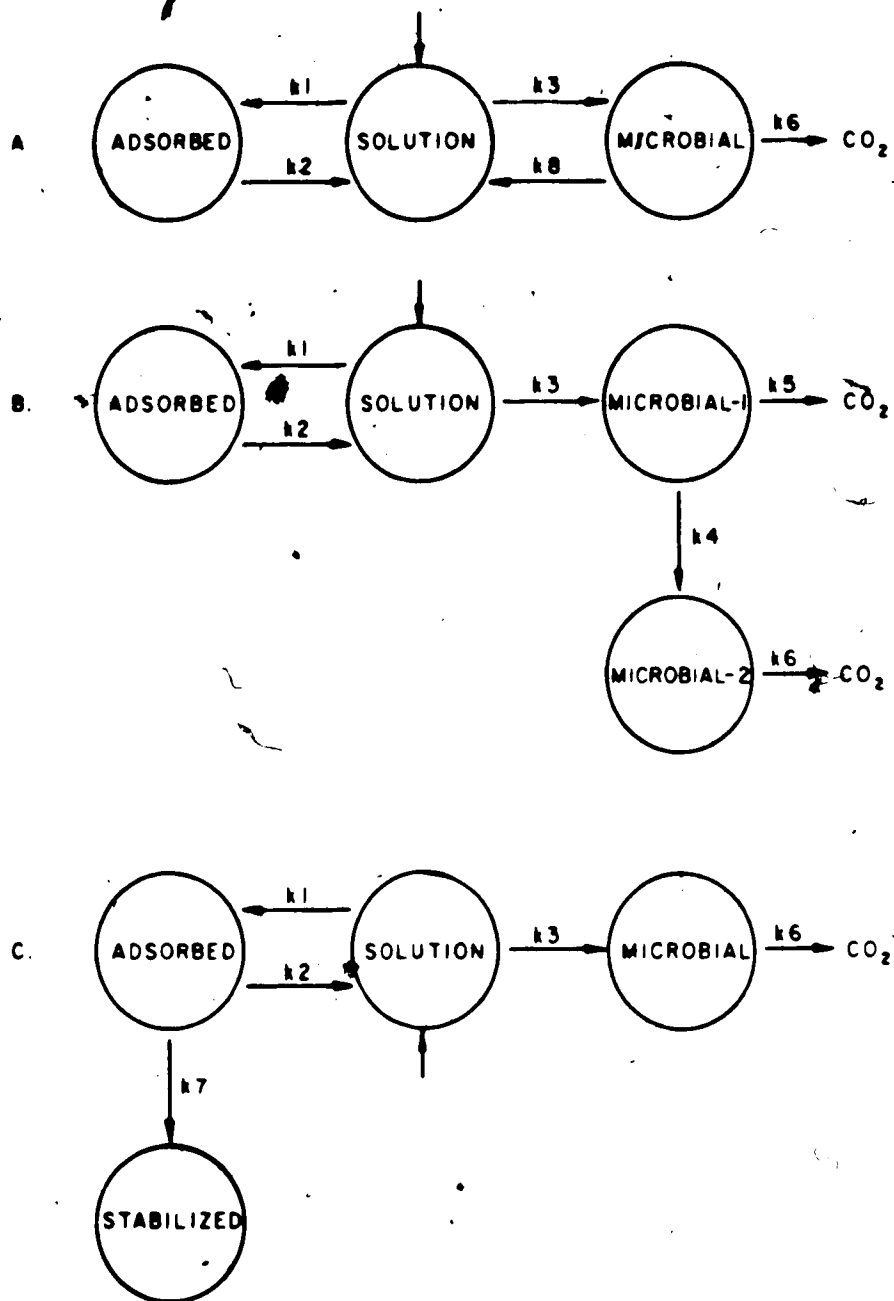 k1 k3
A ADSORBED SOLUTION MICROBIAL k6 CO2
k2 k8
k1
B. ADSORBED SOLUTION k3 MICROBIAL-1 k5 CO2
k2
k4
MICROBIAL-2 k6 CO2
k1
C. ADSORBED SOLUTION k3 MICROBIAL k6 CO2
k2
k7
STABILIZED